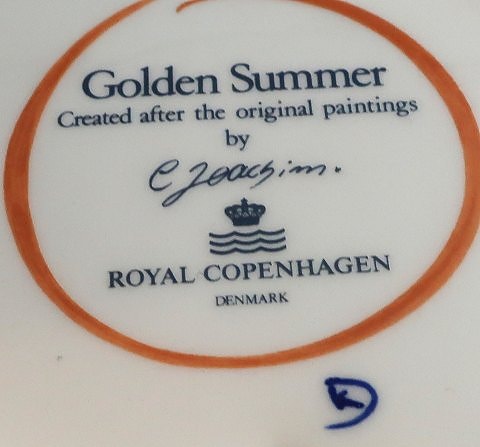 Golden Summer
Created after the original paintings
by
C Joachim.
ROYAL COPENHAGEN
DENMARK